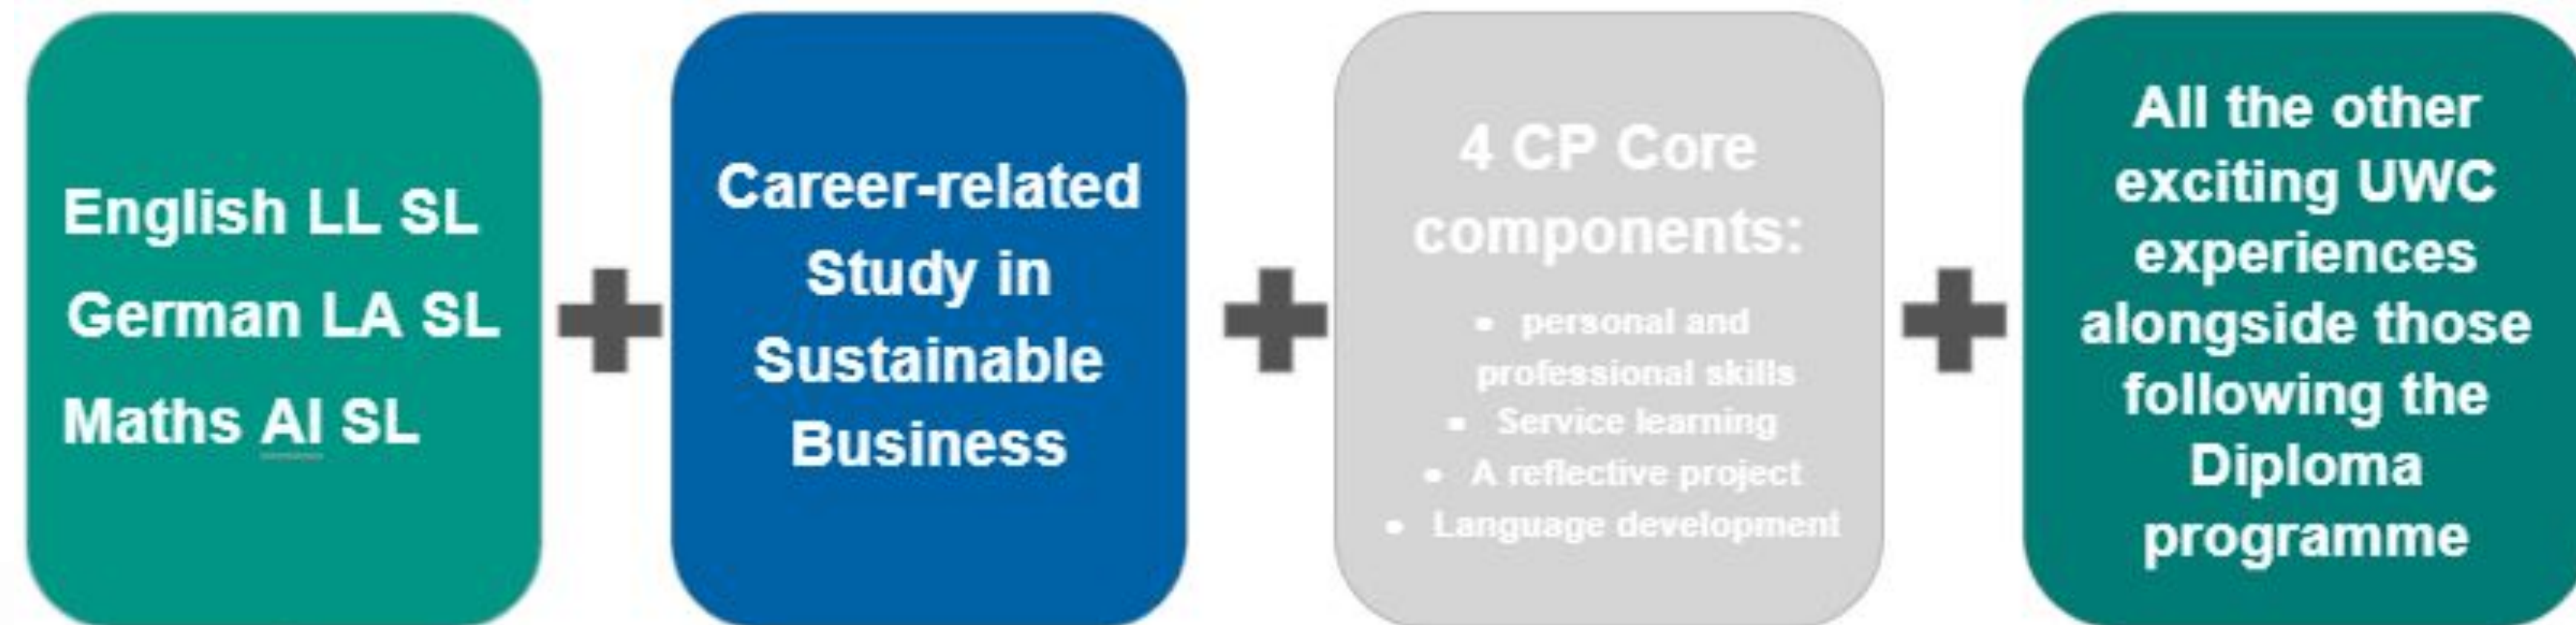 English LL SL
German LA SL
Maths AI SL
Career-related
Study in
Sustainable
Business
4 CP Core
components:
• personal and
professional skills
• Service learning
• A reflective project
• Language development
All the other
exciting UWC
experiences
alongside those
following the
Diploma
programme